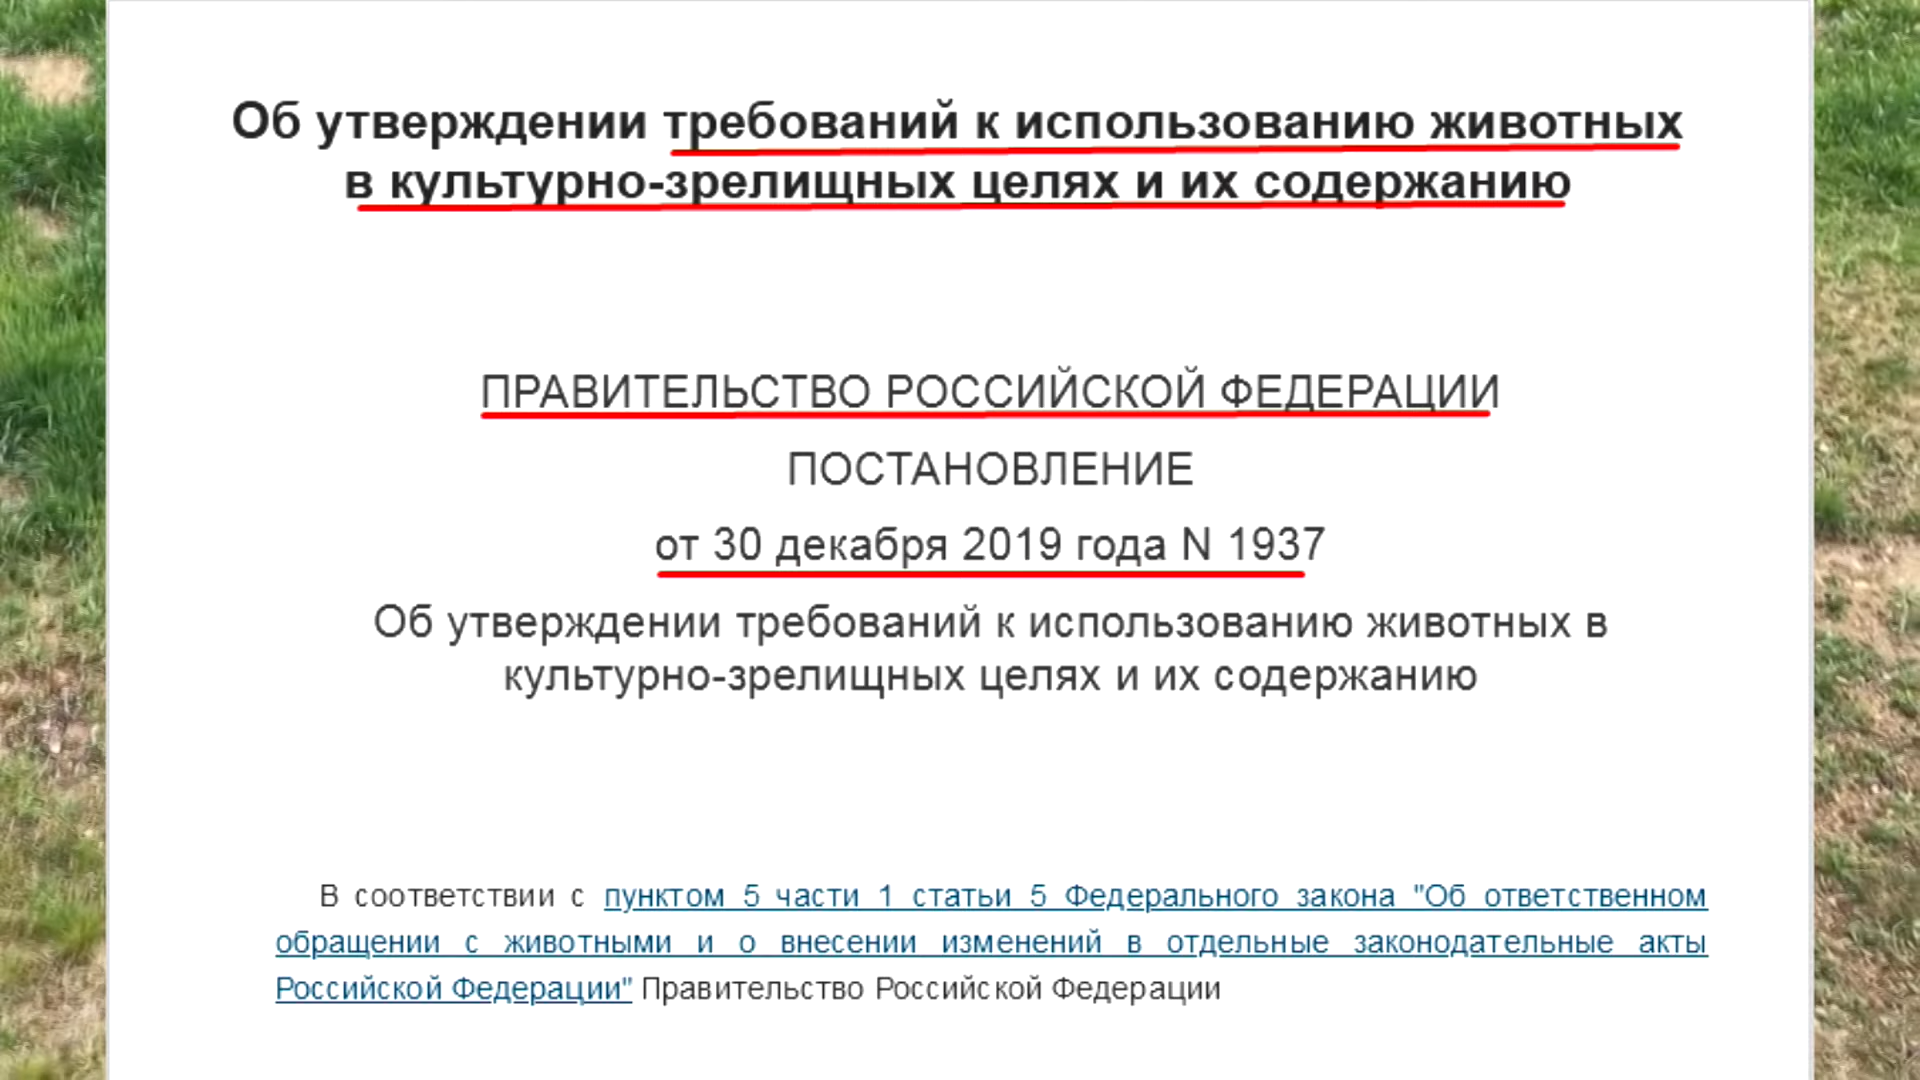 Об утверждении требований к использованию животных
в культурно-зрелищных целях и их содержанию
ПРАВИТЕЛЬСТВО РОССИЙСКОЙ ФЕДЕРАЦИИ
ПОСТАНОВЛЕНИЕ
от 30 декабря 2019 года N 1937
Об утверждении требований к использованию животных в
культурно-зрелищных целях и их содержанию
В соответствии с пунктом 5 части 1 статьи 5 Федерального закона "Об ответственном
обращении с животными и о внесении изменений в отдельные законодательные акты
Российской Федерации" Правительство Российской Федерации